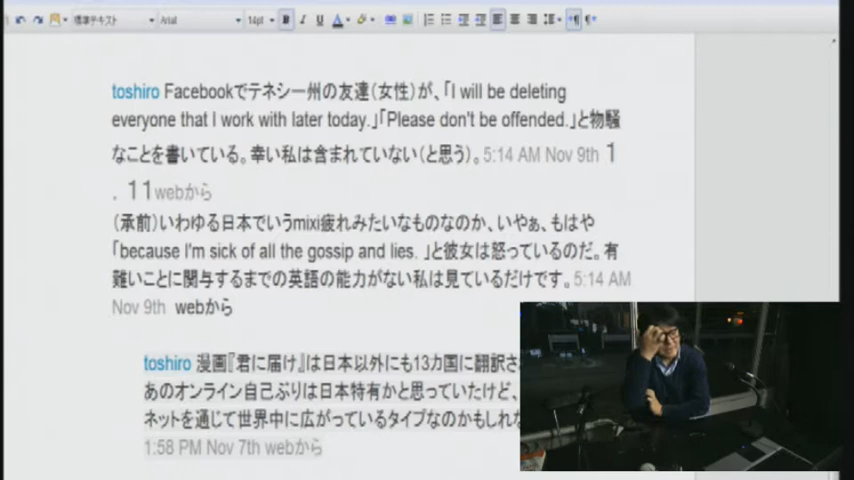 標準テキスト Arial 14pt B I U A
toshiro Facebookでテネシー州の友達（女性）が、「I will be deleting
everyone that I work with later today.」「Please don't be offended.」と物騒
なことを書いている。幸い私は含まれていない（と思う）。5:14 AM Nov 9th 1
．11webから
（承前）いわゆる日本でいうmixi疲れみたいなものなのか、いやぁ、もはや
「because I'm sick of all the gossip and lies. 」と彼女は怒っているのだ。有
難いことに関与するまでの英語の能力がない私は見ているだけです。5:14 AM
Nov 9th webから
toshiro 漫画『君に届け』は日本以外にも13カ国に翻訳さ
あのオンライン自己ぶりは日本特有かと思っていたけど、
ネットを通じて世界中に広がっているタイプなのかもしれな
1:58 PM Nov 7th webから